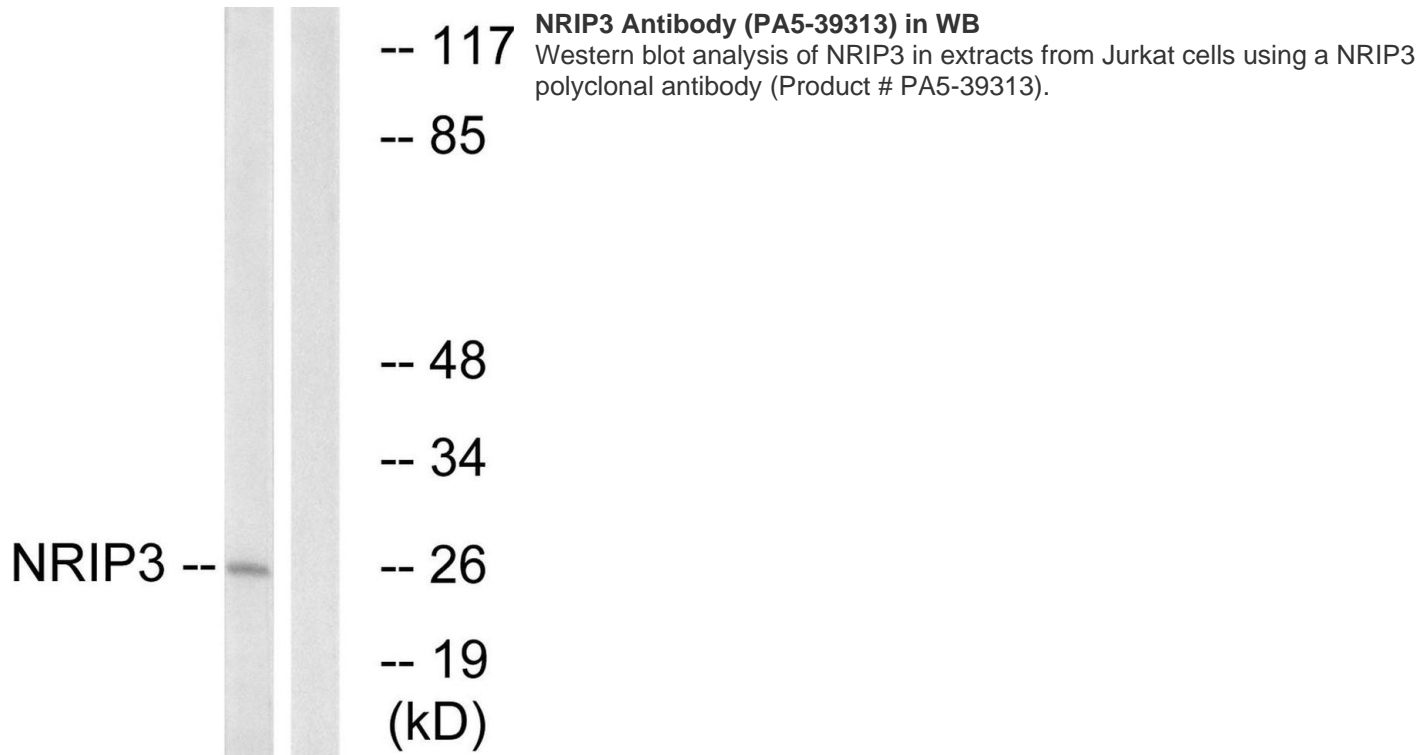 NRIP3 Antibody (PA5-39313) in WB
Western blot analysis of NRIP3 in extracts from Jurkat cells using a NRIP3
polyclonal antibody (Product # PA5-39313).
-- 117
-- 85
-- 48
-- 34
NRIP3 -- -- 26
-- 19
(kD)